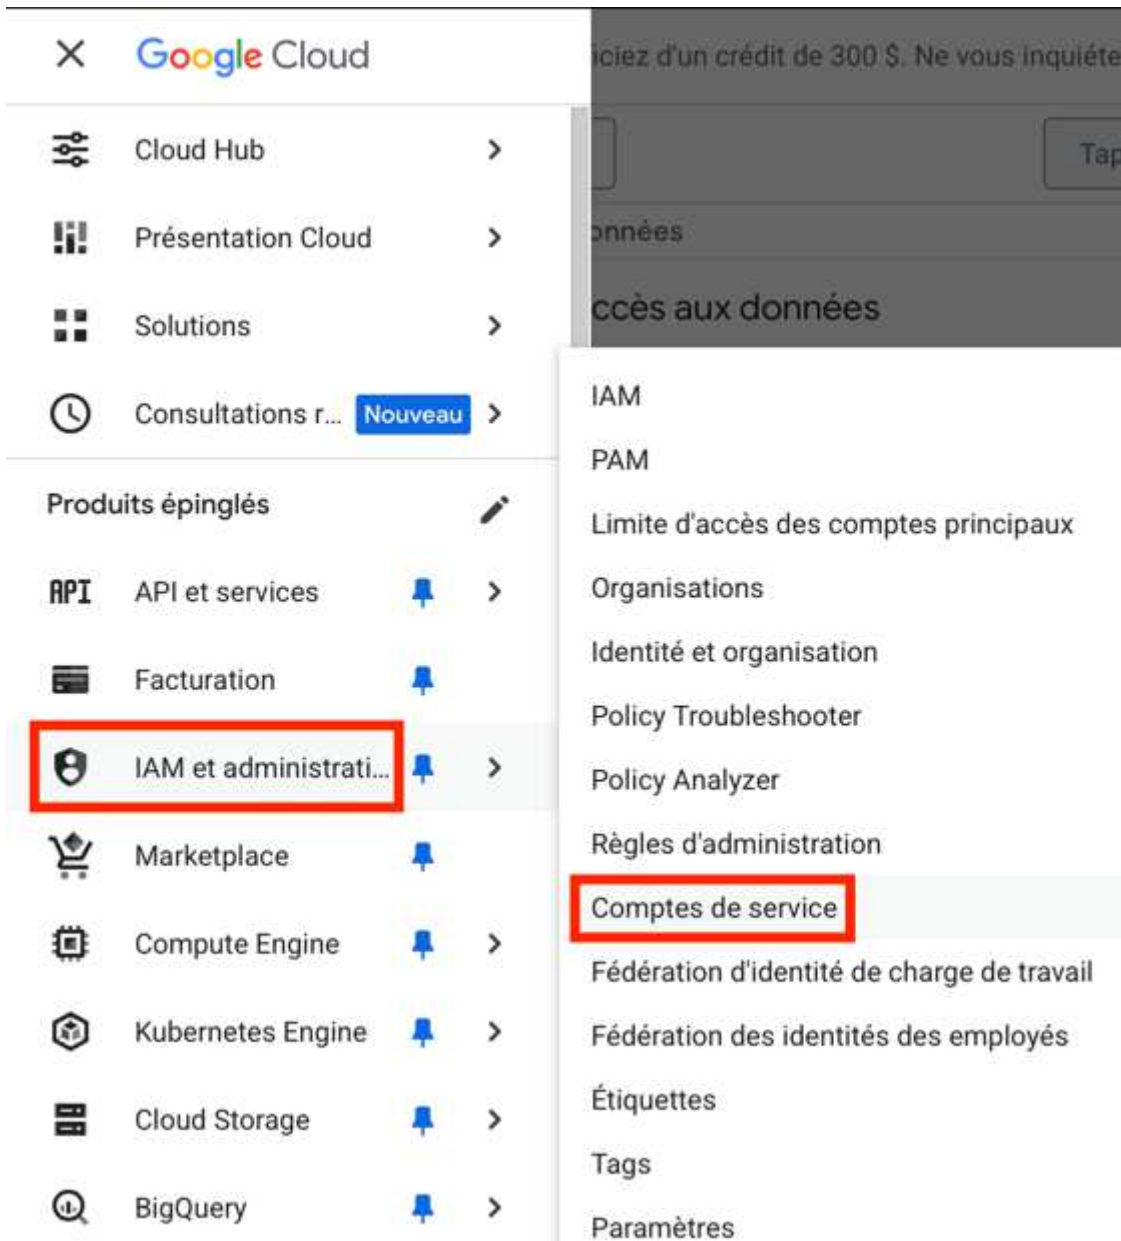 Google Cloud
iciez d'un crédit de 300 $. Ne vous inquiéte
Cloud Hub
Tap
Présentation Cloud
onnées
Solutions
ccès aux données
Consultations r... Nouveau
Produits épinglés
API API et services
Facturation
IAM et administrati...
Marketplace
Compute Engine
Kubernetes Engine
Cloud Storage
BigQuery
IAM
PAM
Limite d'accès des comptes principaux
Organisations
Identité et organisation
Policy Troubleshooter
Policy Analyzer
Règles d'administration
Comptes de service
Fédération d'identité de charge de travail
Fédération des identités des employés
Étiquettes
Tags
Paramètres